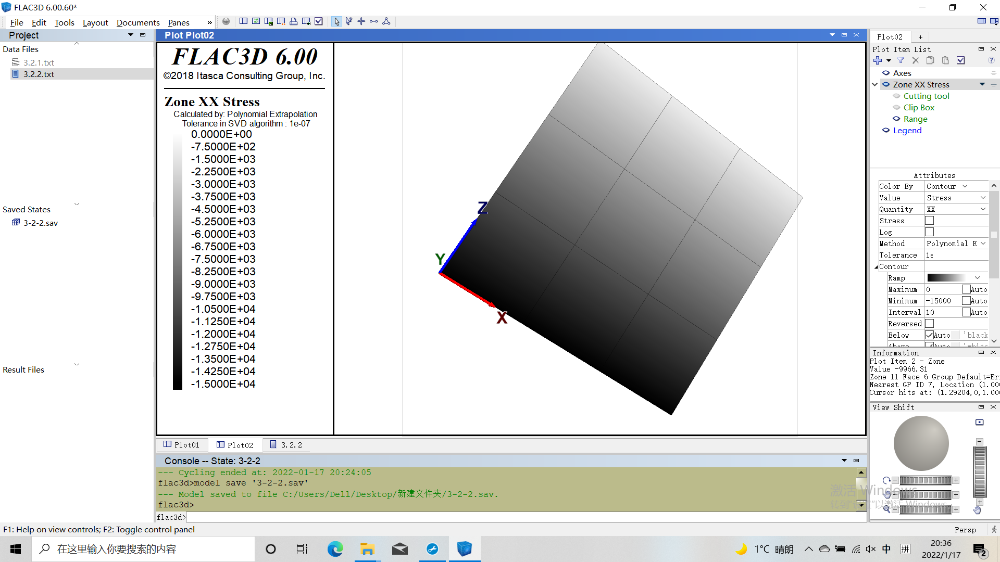 FLAC3D 6.00.60*
File Edit Tools Layout Documents Panes »
Project
Data Files
3.2.1.txt
3.2.2.txt
Saved States
3-2-2.sav
Result Files
Plot Plot02
FLAC3D 6.00
©2018 Itasca Consulting Group, Inc.
Zone XX Stress
Calculated by: Polynomial Extrapolation
Tolerance in SVD algorithm : 1e-07
0.0000E+00
-7.5000E+02
-1.5000E+03
-2.2500E+03
-3.0000E+03
-3.7500E+03
-4.5000E+03
-5.2500E+03
-6.0000E+03
-6.7500E+03
-7.5000E+03
-8.2500E+03
-9.0000E+03
-9.7500E+03
-1.0500E+04
-1.1250E+04
-1.2000E+04
-1.2750E+04
-1.3500E+04
-1.4250E+04
-1.5000E+04
Z
Y
X
Plot01 Plot02 3.2.2
Console -- State: 3-2-2
--- Cycling ended at: 2022-01-17 20:24:05
flac3d>model save '3-2-2.sav'
--- Model saved to file C:/Users/Dell/Desktop/新建文件夹/3-2-2.sav.
flac3d>
flac3d>
Plot02 +
Plot Item List
Axes
Zone XX Stress
Cutting tool
Clip Box
Range
Legend
Attributes
Color By Contour
Value Stress
Quantity XX
Stress
Log
Method Polynomial E
Tolerance 1e
Contour
Ramp
Maximum 0 Auto
Minimum -15000 Auto
Interval 10 Auto
Reversed
Below Auto 'black
Information
Plot Item 2 - Zone
Value -9966.31
Zone 11 Face 6 Group Default=Br
Nearest GP ID 7, Location (1.00
Cursor hits at: (1.29204,0,1.00
View Shift
激活 Windows
转到"设置"以激活 Windows
F1: Help on view controls; F2: Toggle control panel
Persp
在这里输入你要搜索的内容
1°C 晴朗
中
拼
20:36
2022/1/17
2